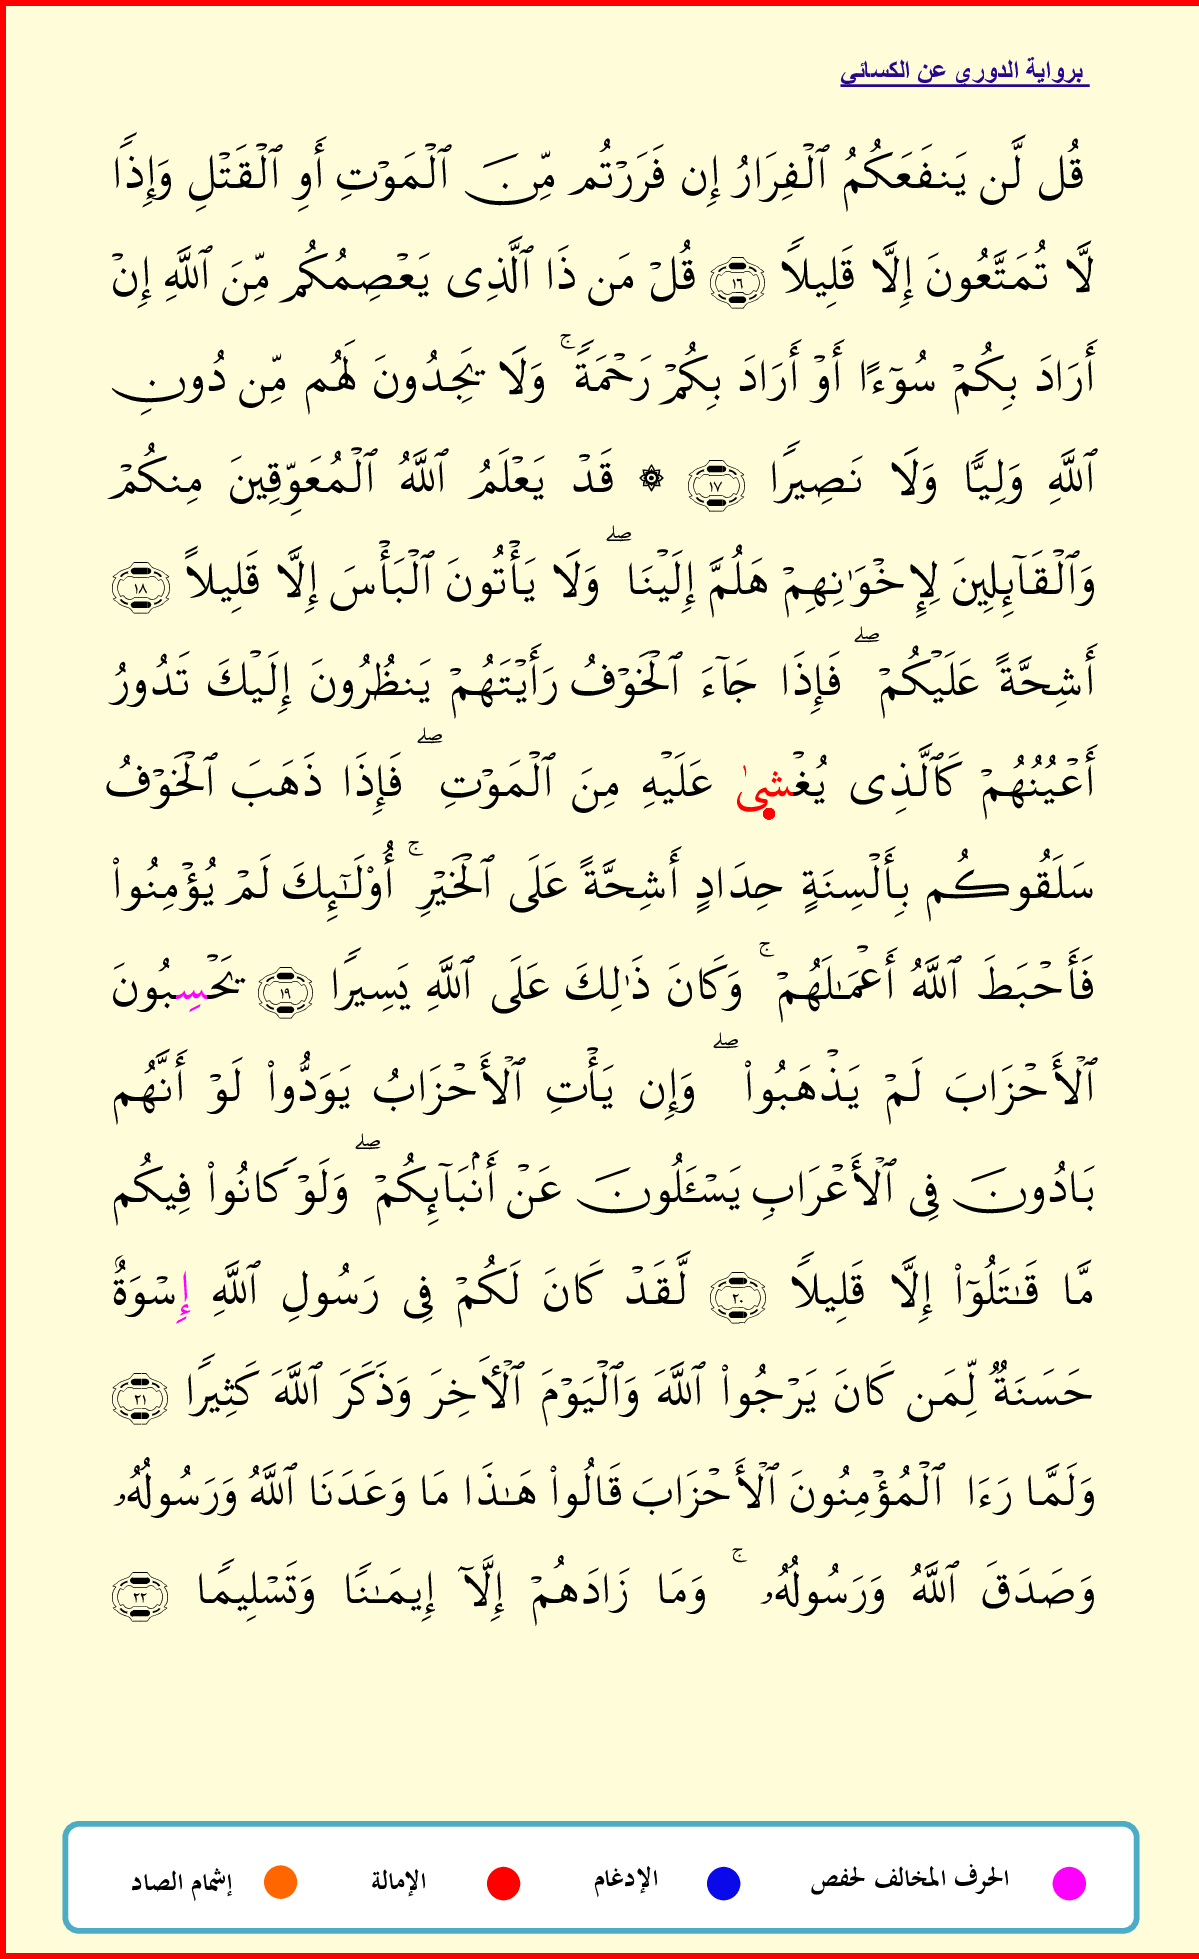 برواية الدوري عن الكسائي
قُل لَّن يَنفَعَكُمُ ٱلْفِرَارُ إِن فَرَرْتُم مِّنَ ٱلْمَوْتِ أَوِ ٱلْقَتْلِ وَإِذًا
لَّا تُمَتَّعُونَ إِلَّا قَلِيلًا ١٦ قُلْ مَن ذَا ٱلَّذِى يَعْصِمُكُم مِّنَ ٱللَّهِ إِنْ
أَرَادَ بِكُمْ سُوٓءًا أَوْ أَرَادَ بِكُمْ رَحْمَةً ۚ وَلَا يَجِدُونَ لَهُم مِّن دُونِ
ٱللَّهِ وَلِيًّا وَلَا نَصِيرًا ١٧ ۞ قَدْ يَعْلَمُ ٱللَّهُ ٱلْمُعَوِّقِينَ مِنكُمْ
وَٱلْقَآئِلِينَ لِإِخْوَٰنِهِمْ هَلُمَّ إِلَيْنَا ۖ وَلَا يَأْتُونَ ٱلْبَأْسَ إِلَّا قَلِيلًا ١٨
أَشِحَّةً عَلَيْكُمْ ۖ فَإِذَا جَآءَ ٱلْخَوْفُ رَأَيْتَهُمْ يَنظُرُونَ إِلَيْكَ تَدُورُ
أَعْيُنُهُمْ كَٱلَّذِى يُغْشىٰ عَلَيْهِ مِنَ ٱلْمَوْتِ ۖ فَإِذَا ذَهَبَ ٱلْخَوْفُ
سَلَقُوكُم بِأَلْسِنَةٍ حِدَادٍ أَشِحَّةً عَلَى ٱلْخَيْرِ ۚ أُوْلَٰٓئِكَ لَمْ يُؤْمِنُوا۟
فَأَحْبَطَ ٱللَّهُ أَعْمَٰلَهُمْ ۚ وَكَانَ ذَٰلِكَ عَلَى ٱللَّهِ يَسِيرًا ١٩ يَحْسِبُونَ
ٱلْأَحْزَابَ لَمْ يَذْهَبُوا۟ ۖ وَإِن يَأْتِ ٱلْأَحْزَابُ يَوَدُّوا۟ لَوْ أَنَّهُم
بَادُونَ فِى ٱلْأَعْرَابِ يَسْـَٔلُونَ عَنْ أَنۢبَآئِكُمْ ۖ وَلَوْ كَانُوا۟ فِيكُم
مَّا قَٰتَلُوٓا۟ إِلَّا قَلِيلًا ٢٠ لَّقَدْ كَانَ لَكُمْ فِى رَسُولِ ٱللَّهِ إِسْوَةٌ
حَسَنَةٌ لِّمَن كَانَ يَرْجُوا۟ ٱللَّهَ وَٱلْيَوْمَ ٱلْـَٔاخِرَ وَذَكَرَ ٱللَّهَ كَثِيرًا ٢١
وَلَمَّا رَءَا ٱلْمُؤْمِنُونَ ٱلْأَحْزَابَ قَالُوا۟ هَٰذَا مَا وَعَدَنَا ٱللَّهُ وَرَسُولُهُۥ
وَصَدَقَ ٱللَّهُ وَرَسُولُهُۥ ۚ وَمَا زَادَهُمْ إِلَّآ إِيمَٰنًا وَتَسْلِيمًا ٢٢
الحرف المخالف لحفص الإدغام الإمالة إشمام الصاد